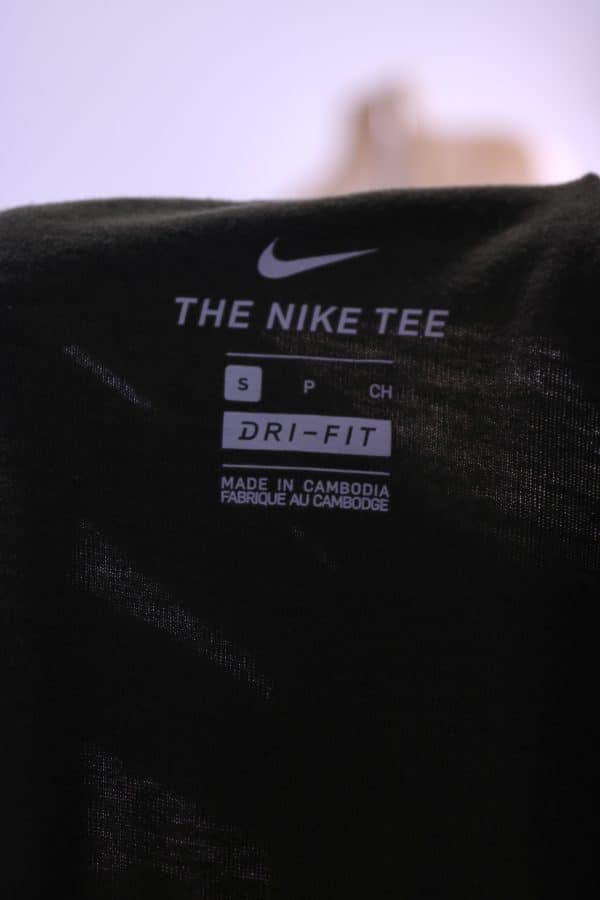 THE NIKE TEE
S P CH
DRI-FIT
MADE IN CAMBODIA
FABRIQUE AU CAMBODGE